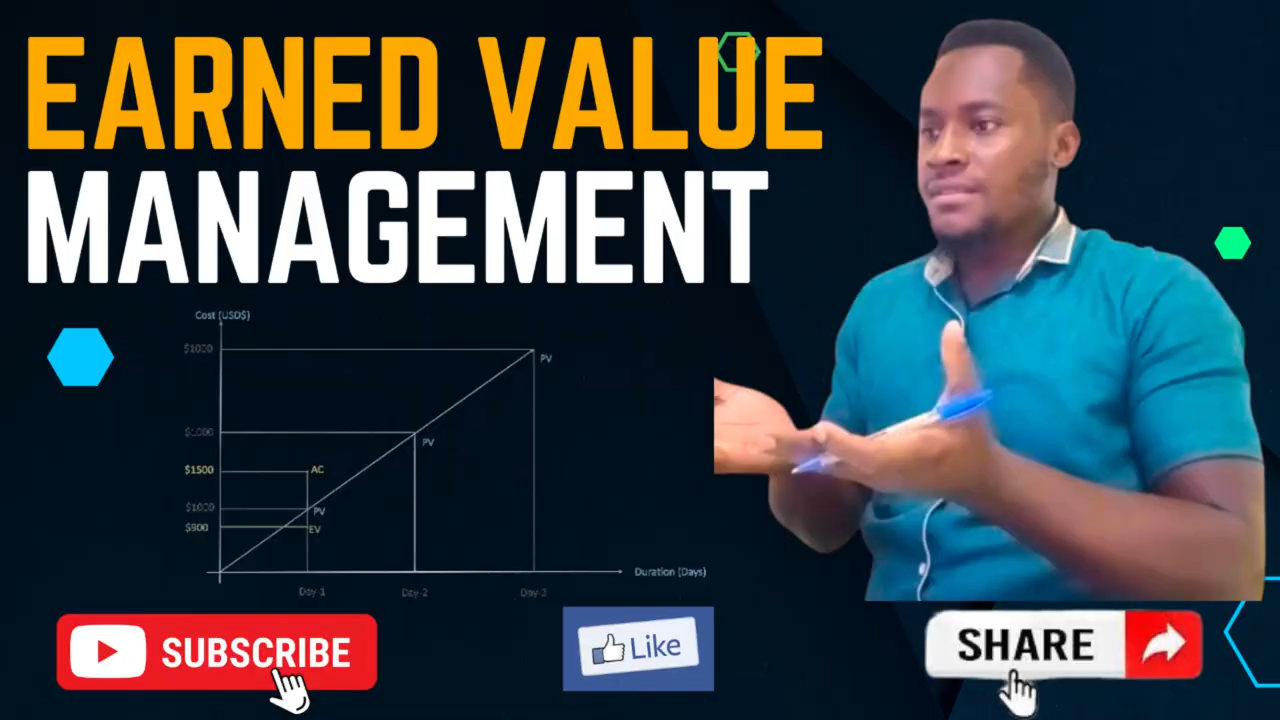 EARNED VALUE
MANAGEMENT
Cost (USD$)
PV
PV
$1500
AC
$1000
PV
$900
EV
Duration (Days)
Day-1
Day-2
Day-3
SUBSCRIBE
Like
SHARE